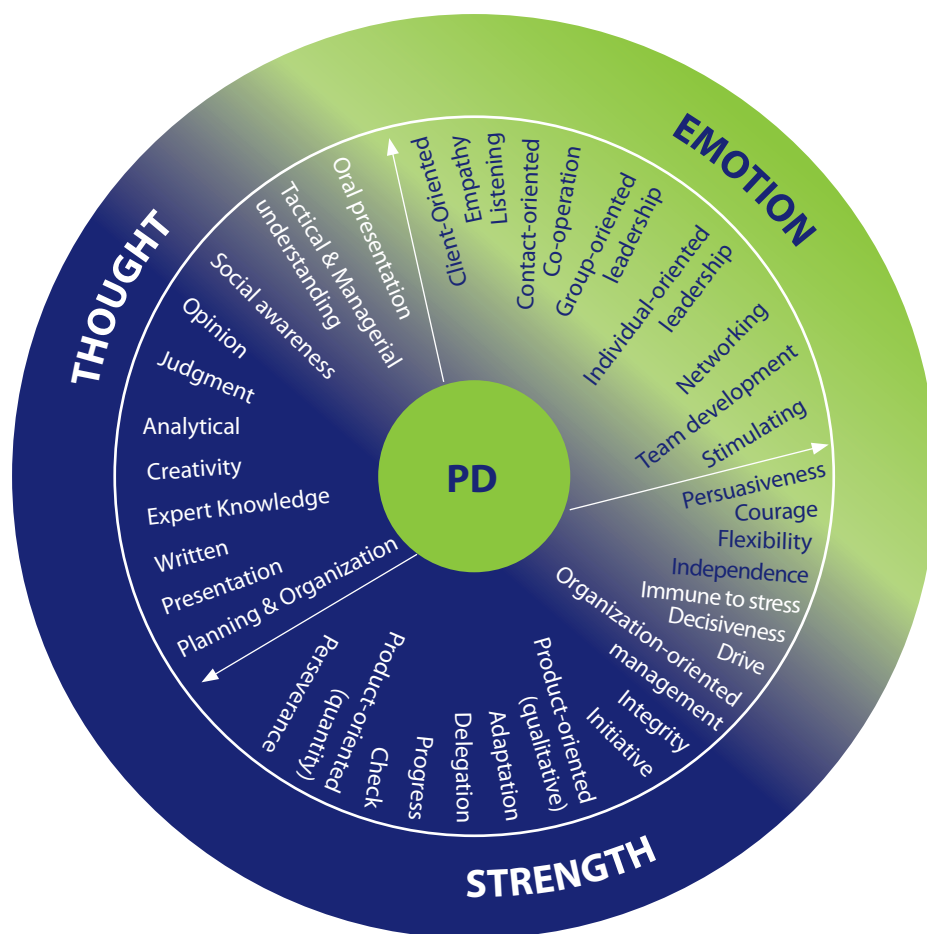 THOUGHT
EMOTION
STRENGTH
PD
Client-Oriented
Empathy
Listening
Contact-oriented
Co-operation
Group-oriented
leadership
Individual-oriented
leadership
Networking
Team development
Stimulating
Persuasiveness
Courage
Flexibility
Independence
Immune to stress
Decisiveness
Drive
Organization-oriented
management
Integrity
Initiative
Product-oriented
(qualitative)
Adaptation
Delegation
Progress
Check
Product-oriented
(quantity)
Perseverance
Planning & Organization
Presentation
Written
Expert Knowledge
Creativity
Analytical
Judgment
Opinion
Social awareness
Tactical & Managerial
understanding
Oral presentation